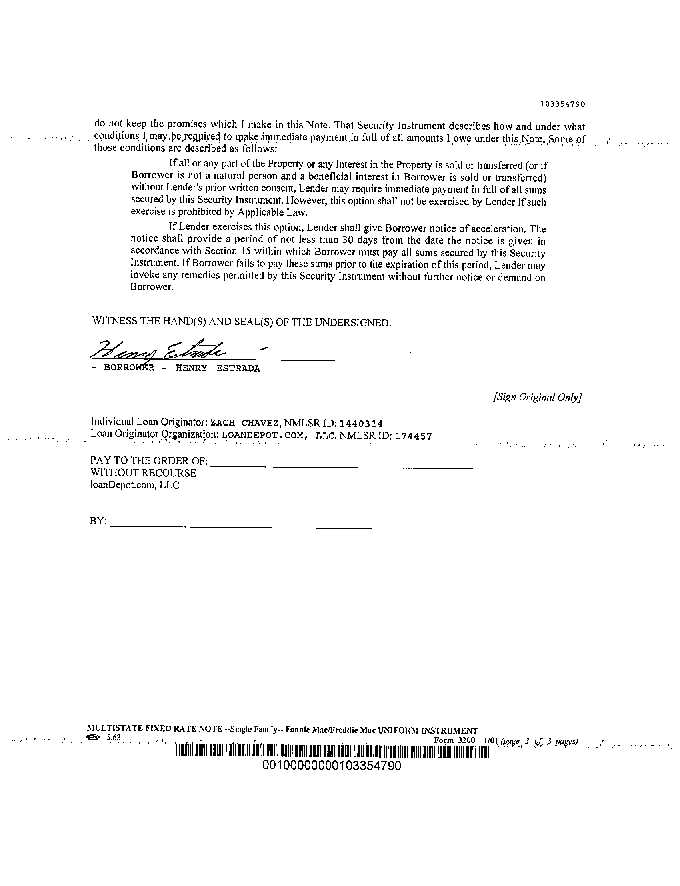 103354790
do not keep the promises which I make in this Note. That Security Instrument describes how and under what
conditions I may be required to make immediate payment in full of all amounts I owe under this Note. Some of
those conditions are described as follows:
If all or any part of the Property or any Interest in the Property is sold or transferred (or if
Borrower is not a natural person and a beneficial interest in Borrower is sold or transferred)
without Lender's prior written consent, Lender may require immediate payment in full of all sums
secured by this Security Instrument. However, this option shall not be exercised by Lender if such
exercise is prohibited by Applicable Law.
If Lender exercises this option, Lender shall give Borrower notice of acceleration. The
notice shall provide a period of not less than 30 days from the date the notice is given in
accordance with Section 15 within which Borrower must pay all sums secured by this Security
Instrument. If Borrower fails to pay these sums prior to the expiration of this period, Lender may
invoke any remedies permitted by this Security Instrument without further notice or demand on
Borrower.
WITNESS THE HAND(S) AND SEAL(S) OF THE UNDERSIGNED.
Henry Estrada
- BORROWER - HENRY ESTRADA
[Sign Original Only]
Individual Loan Originator: ZACH CHAVEZ, NMLSR ID: 1440314
Loan Originator Organization: LOANDEPOT.COM, LLC, NMLSR ID: 174457
PAY TO THE ORDER OF:
WITHOUT RECOURSE
loanDepot.com, LLC
BY:
MULTISTATE FIXED RATE NOTE --Single Family-- Fannie Mae/Freddie Mac UNIFORM INSTRUMENT
Form 3200 1/01 (page 3 of 3 pages)
00100000000103354790